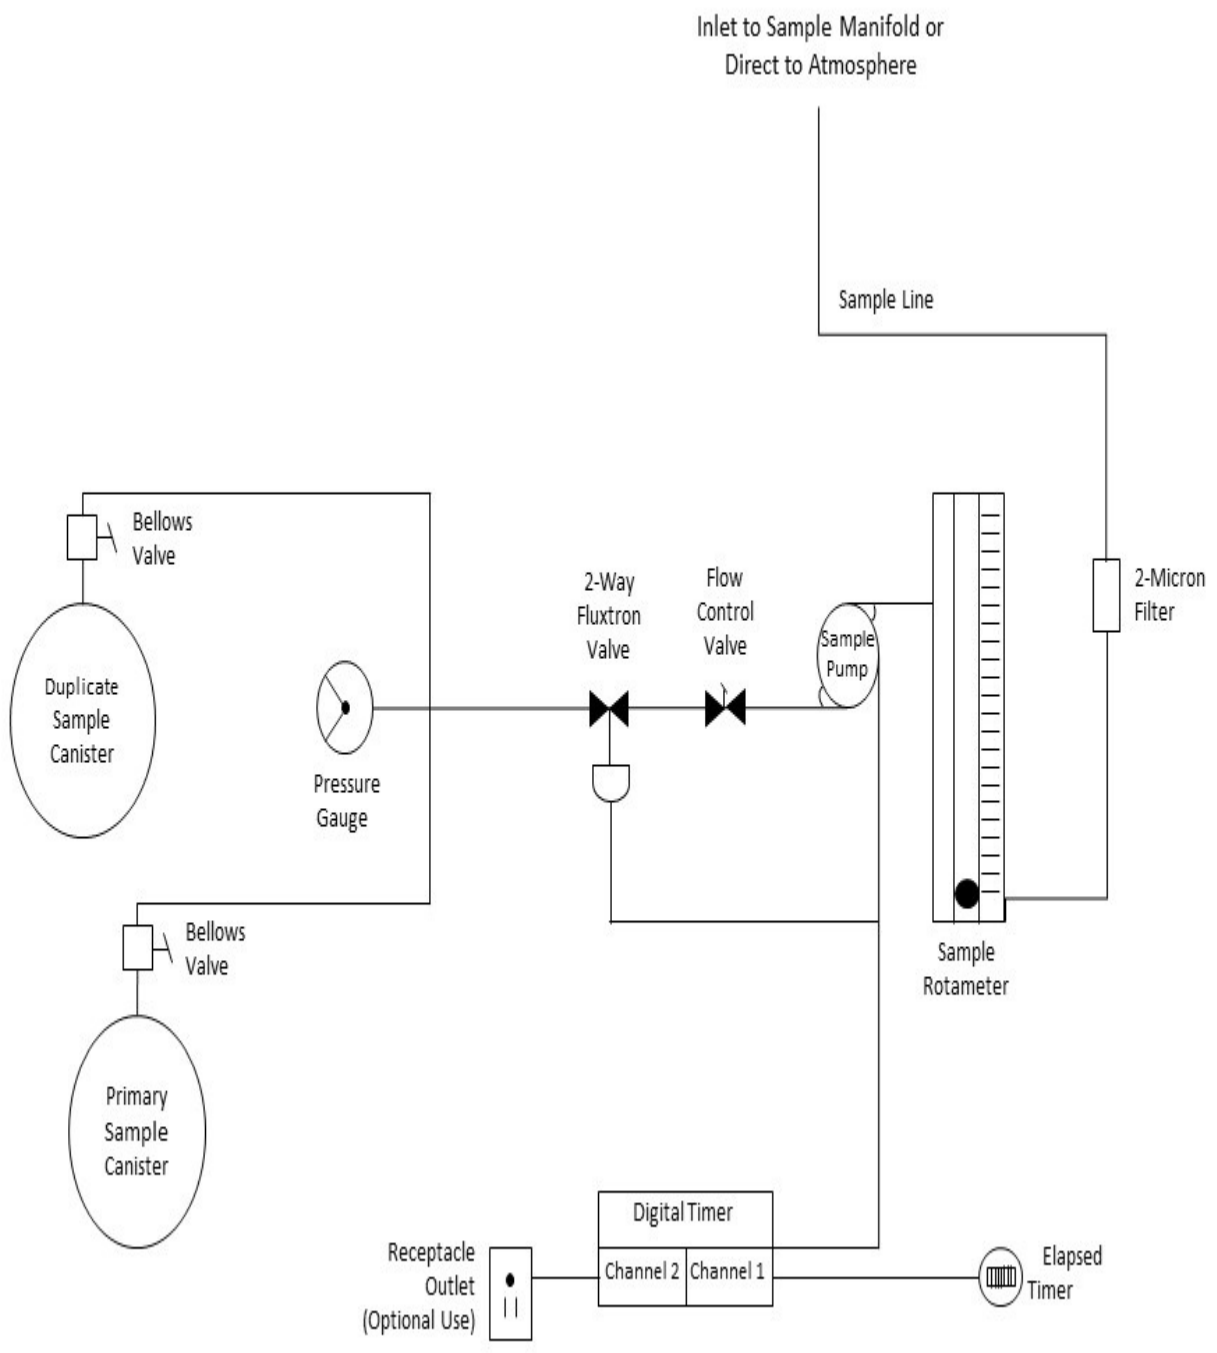 Inlet to Sample Manifold or
Direct to Atmosphere
Sample Line
Bellows
Valve
2-Way
Fluxtron
Valve
Flow
Control
Valve
2-Micron
Filter
Sample
Pump
Duplicate
Sample
Canister
Pressure
Gauge
Bellows
Valve
Sample
Rotameter
Primary
Sample
Canister
Digital Timer
Receptacle
Outlet
(Optional Use)
Channel 2
Channel 1
Elapsed
Timer